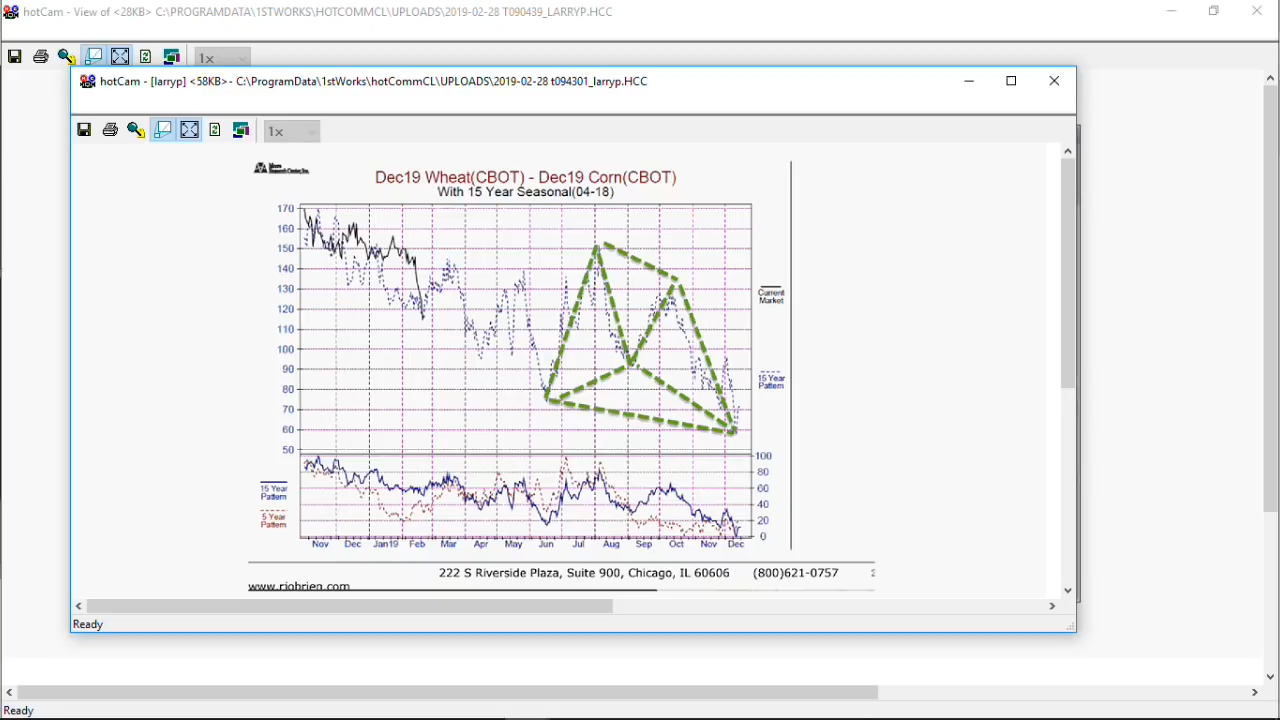 hotCam - View of <28KB> C:\PROGRAMDATA\1STWORKS\HOTCOMMCL\UPLOADS\2019-02-28 T090439_LARRYP.HCC
1x
hotCam - [larryp] <58KB>- C:\ProgramData\1stWorks\hotCommCL\UPLOADS\2019-02-28 t094301_larryp.HCC
1x
Moore
Research Center, Inc.
Dec19 Wheat(CBOT) - Dec19 Corn(CBOT)
With 15 Year Seasonal(04-18)
170
160
150
140
130
120
110
100
90
80
70
60
50
Current
Market
15 Year
Pattern
100
80
60
40
20
0
15 Year
Pattern
5 Year
Pattern
Nov Dec Jan19 Feb Mar Apr May Jun Jul Aug Sep Oct Nov Dec
222 S Riverside Plaza, Suite 900, Chicago, IL 60606 (800)621-0757
www.rjobrien.com
Ready
Ready